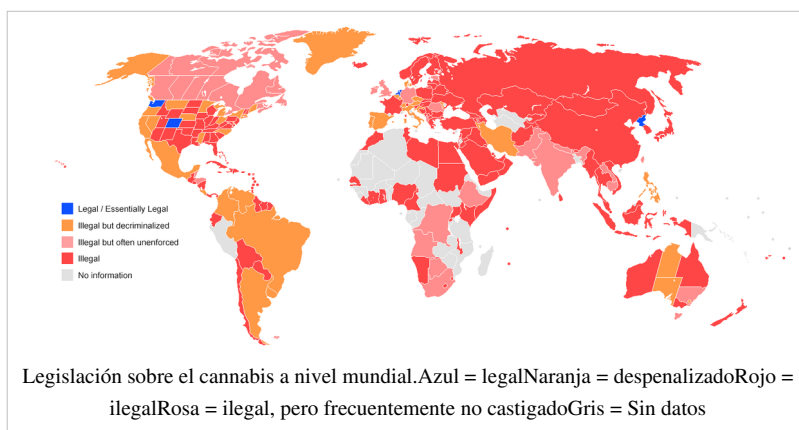 Legal / Essentially Legal
Illegal but decriminalized
Illegal but often unenforced
Illegal
No information
Legislación sobre el cannabis a nivel mundial.Azul = legalNaranja = despenalizadoRojo =
ilegalRosa = ilegal, pero frecuentemente no castigadoGris = Sin datos